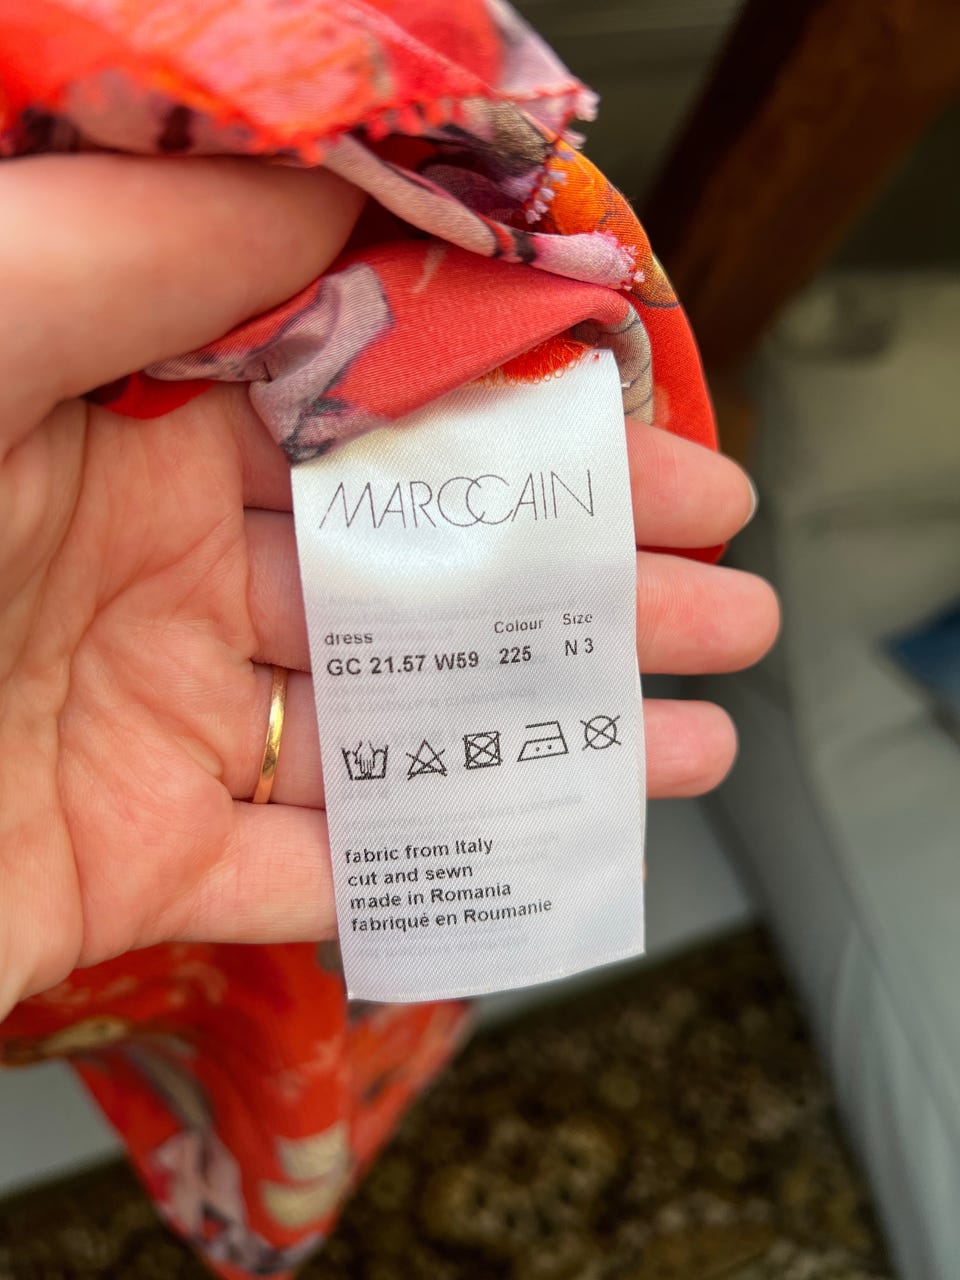 MARCCAIN
dress Colour Size
GC 21.57 W59 225 N 3
fabric from Italy
cut and sewn
made in Romania
fabriqué en Roumanie